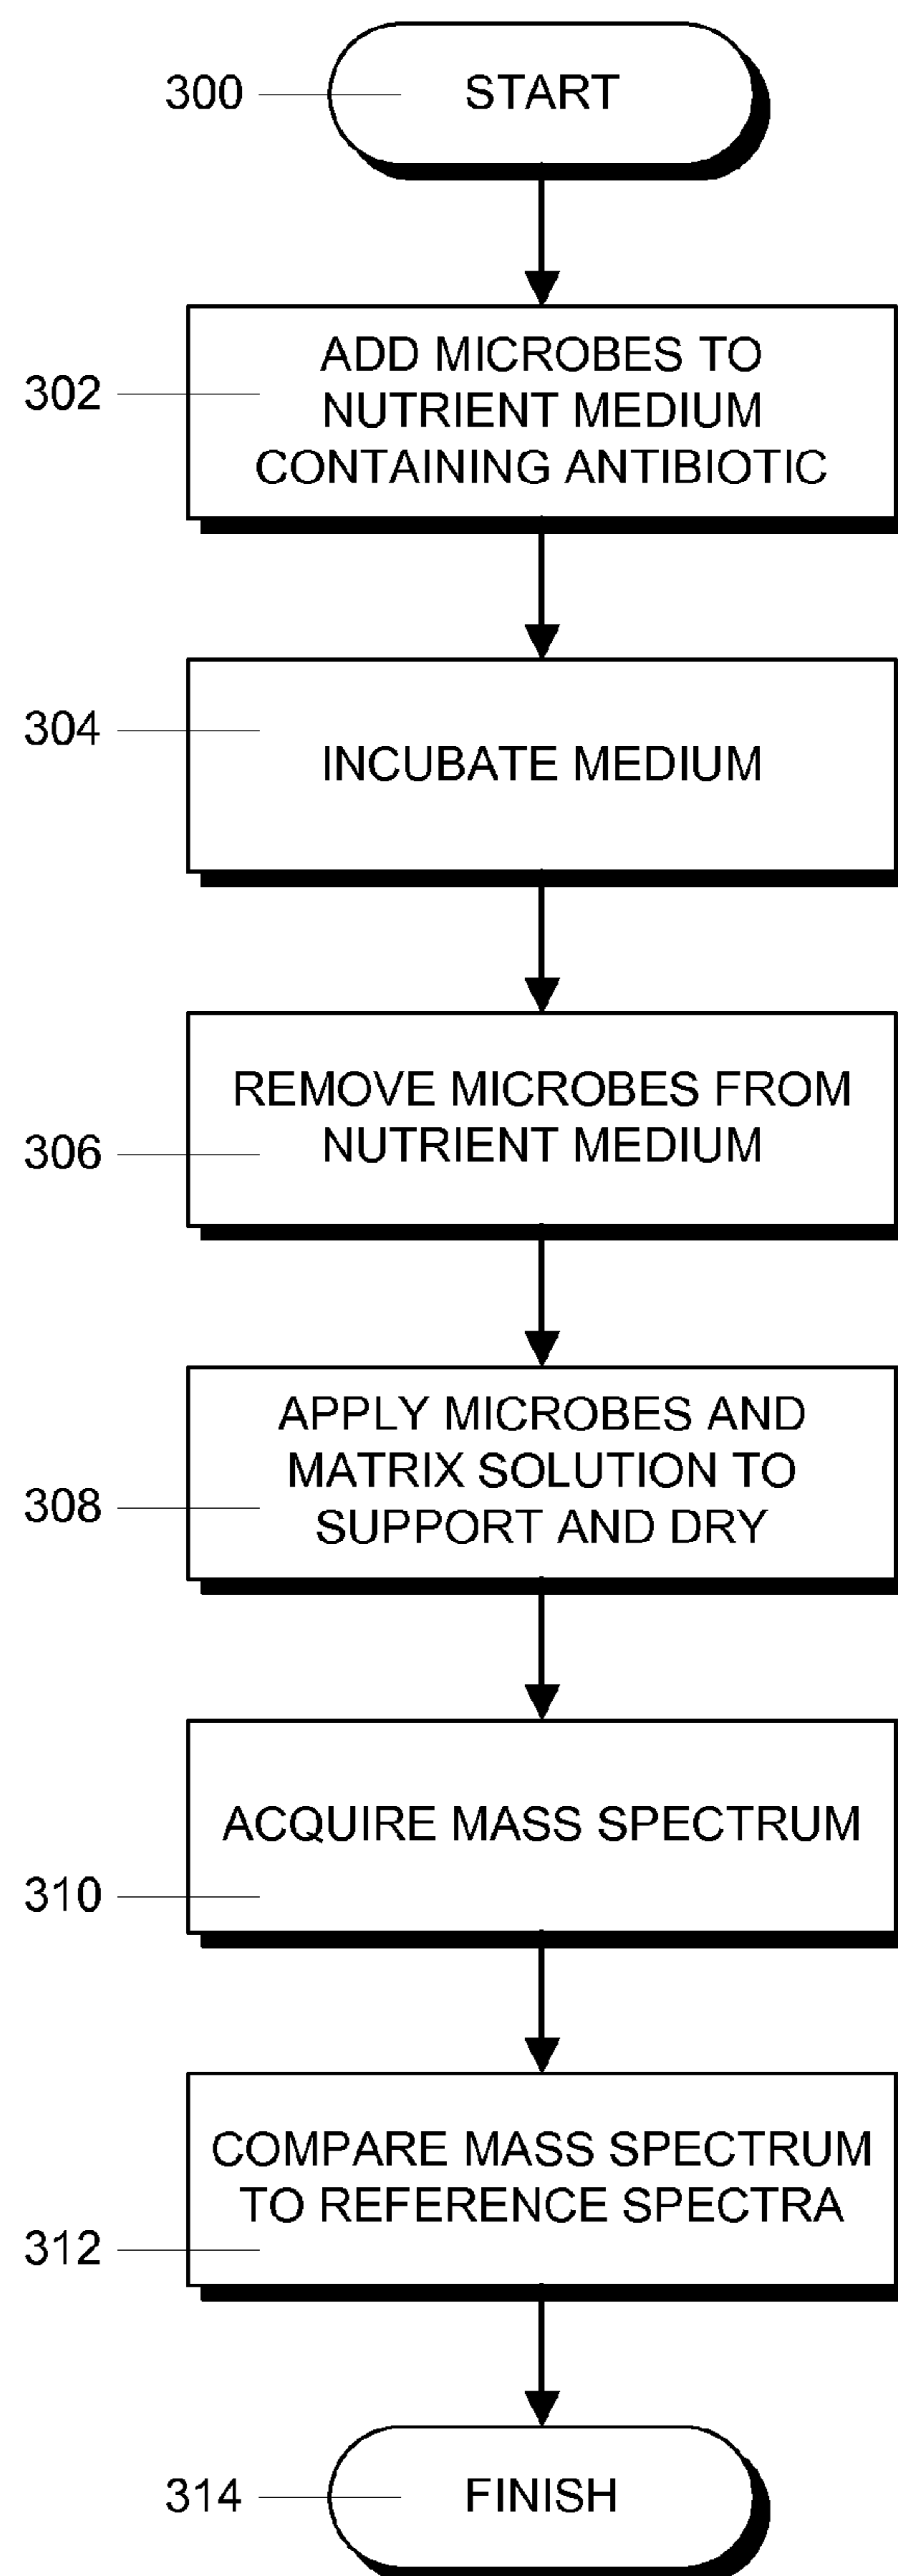 300
START
302
ADD MICROBES TO
NUTRIENT MEDIUM
CONTAINING ANTIBIOTIC
304
INCUBATE MEDIUM
306
REMOVE MICROBES FROM
NUTRIENT MEDIUM
308
APPLY MICROBES AND
MATRIX SOLUTION TO
SUPPORT AND DRY
310
ACQUIRE MASS SPECTRUM
312
COMPARE MASS SPECTRUM
TO REFERENCE SPECTRA
314
FINISH